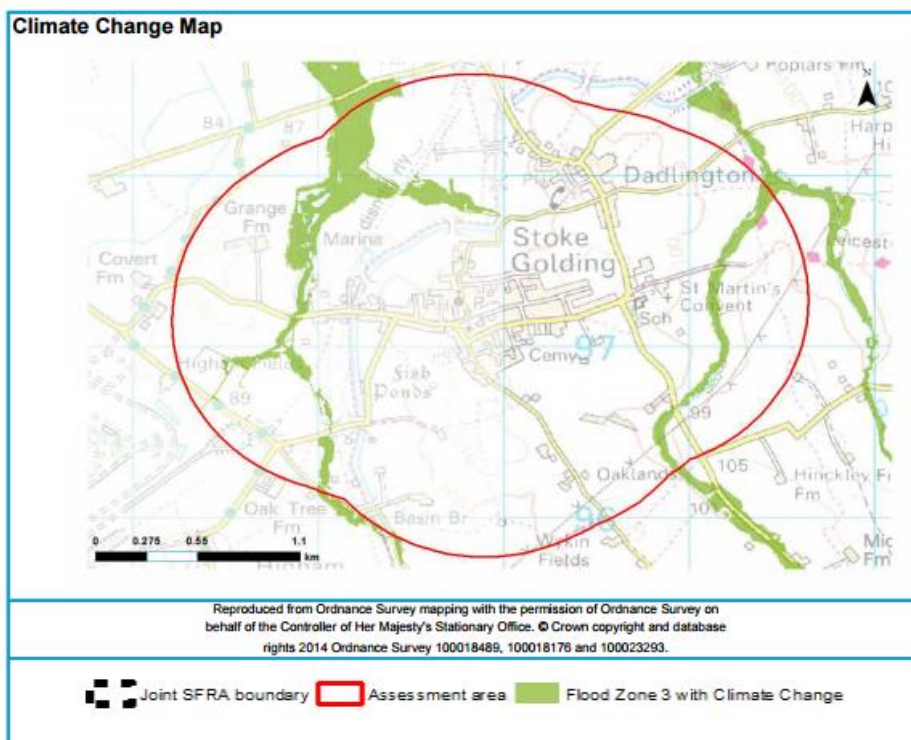 Climate Change Map
Poplars Fm
N
84
87
Harp
Hi
Dadlington
Grange
Fm
Marina
Stoke
Golding
Covert
Fm
St Martin's
Convent
Sch
Cemy
97
Fish
Ponds
89
99
Oaklands
105
Hinckley Fi
Fm
Oak Tree
Fm
Basin Br
96
10
Wykin
Fields
Mic
Fm
Higham
0 0.275 0.55 1.1
km
Reproduced from Ordnance Survey mapping with the permission of Ordnance Survey on
behalf of the Controller of Her Majesty's Stationary Office. © Crown copyright and database
rights 2014 Ordnance Survey 100018489, 100018176 and 100023293.
Joint SFRA boundary Assessment area Flood Zone 3 with Climate Change